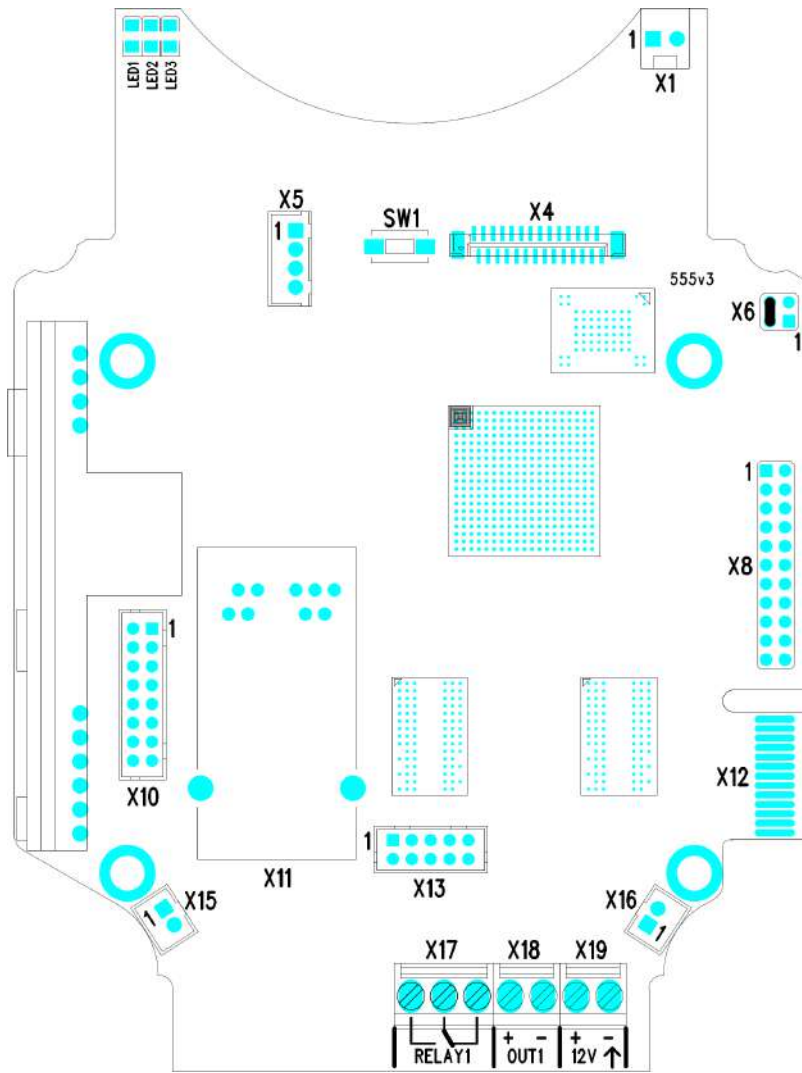 1
X1
LED1
LED2
LED3
X5
1
SW1
X4
555v3
X6
1
1
X8
1
X10
X12
1
X11
X13
X15
1
X16
1
X17
X18
X19
+ - + -
RELAY1
OUT1
12V